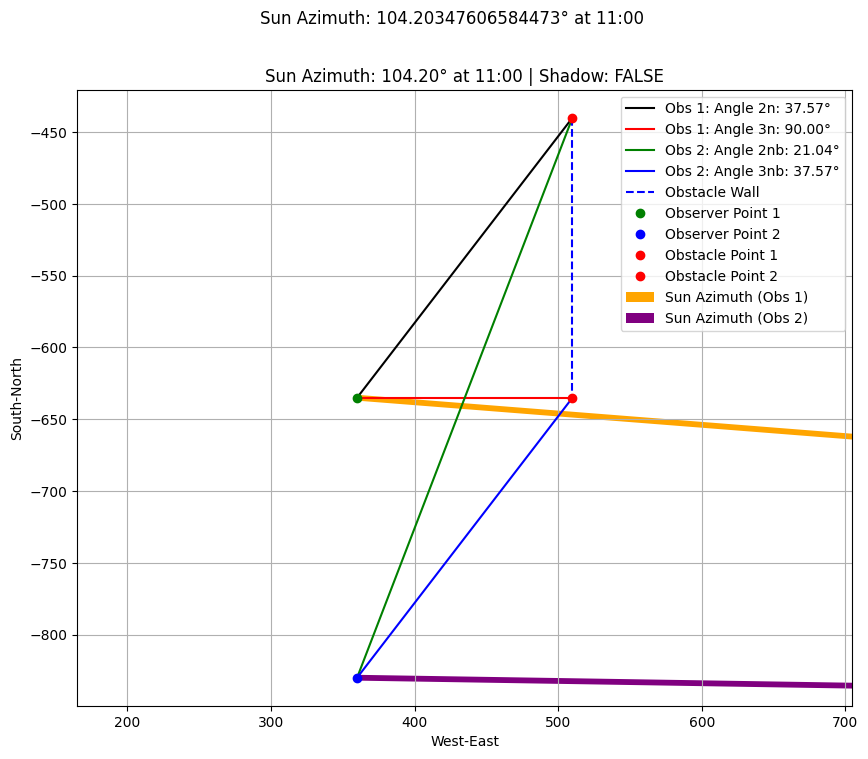 Sun Azimuth: 104.20347606584473° at 11:00
Sun Azimuth: 104.20° at 11:00 | Shadow: FALSE
Obs 1: Angle 2n: 37.57°
Obs 1: Angle 3n: 90.00°
Obs 2: Angle 2nb: 21.04°
Obs 2: Angle 3nb: 37.57°
Obstacle Wall
Observer Point 1
Observer Point 2
Obstacle Point 1
Obstacle Point 2
Sun Azimuth (Obs 1)
Sun Azimuth (Obs 2)
−450
−500
−550
−600
−650
−700
−750
−800
South-North
200 300 400 500 600 700
West-East